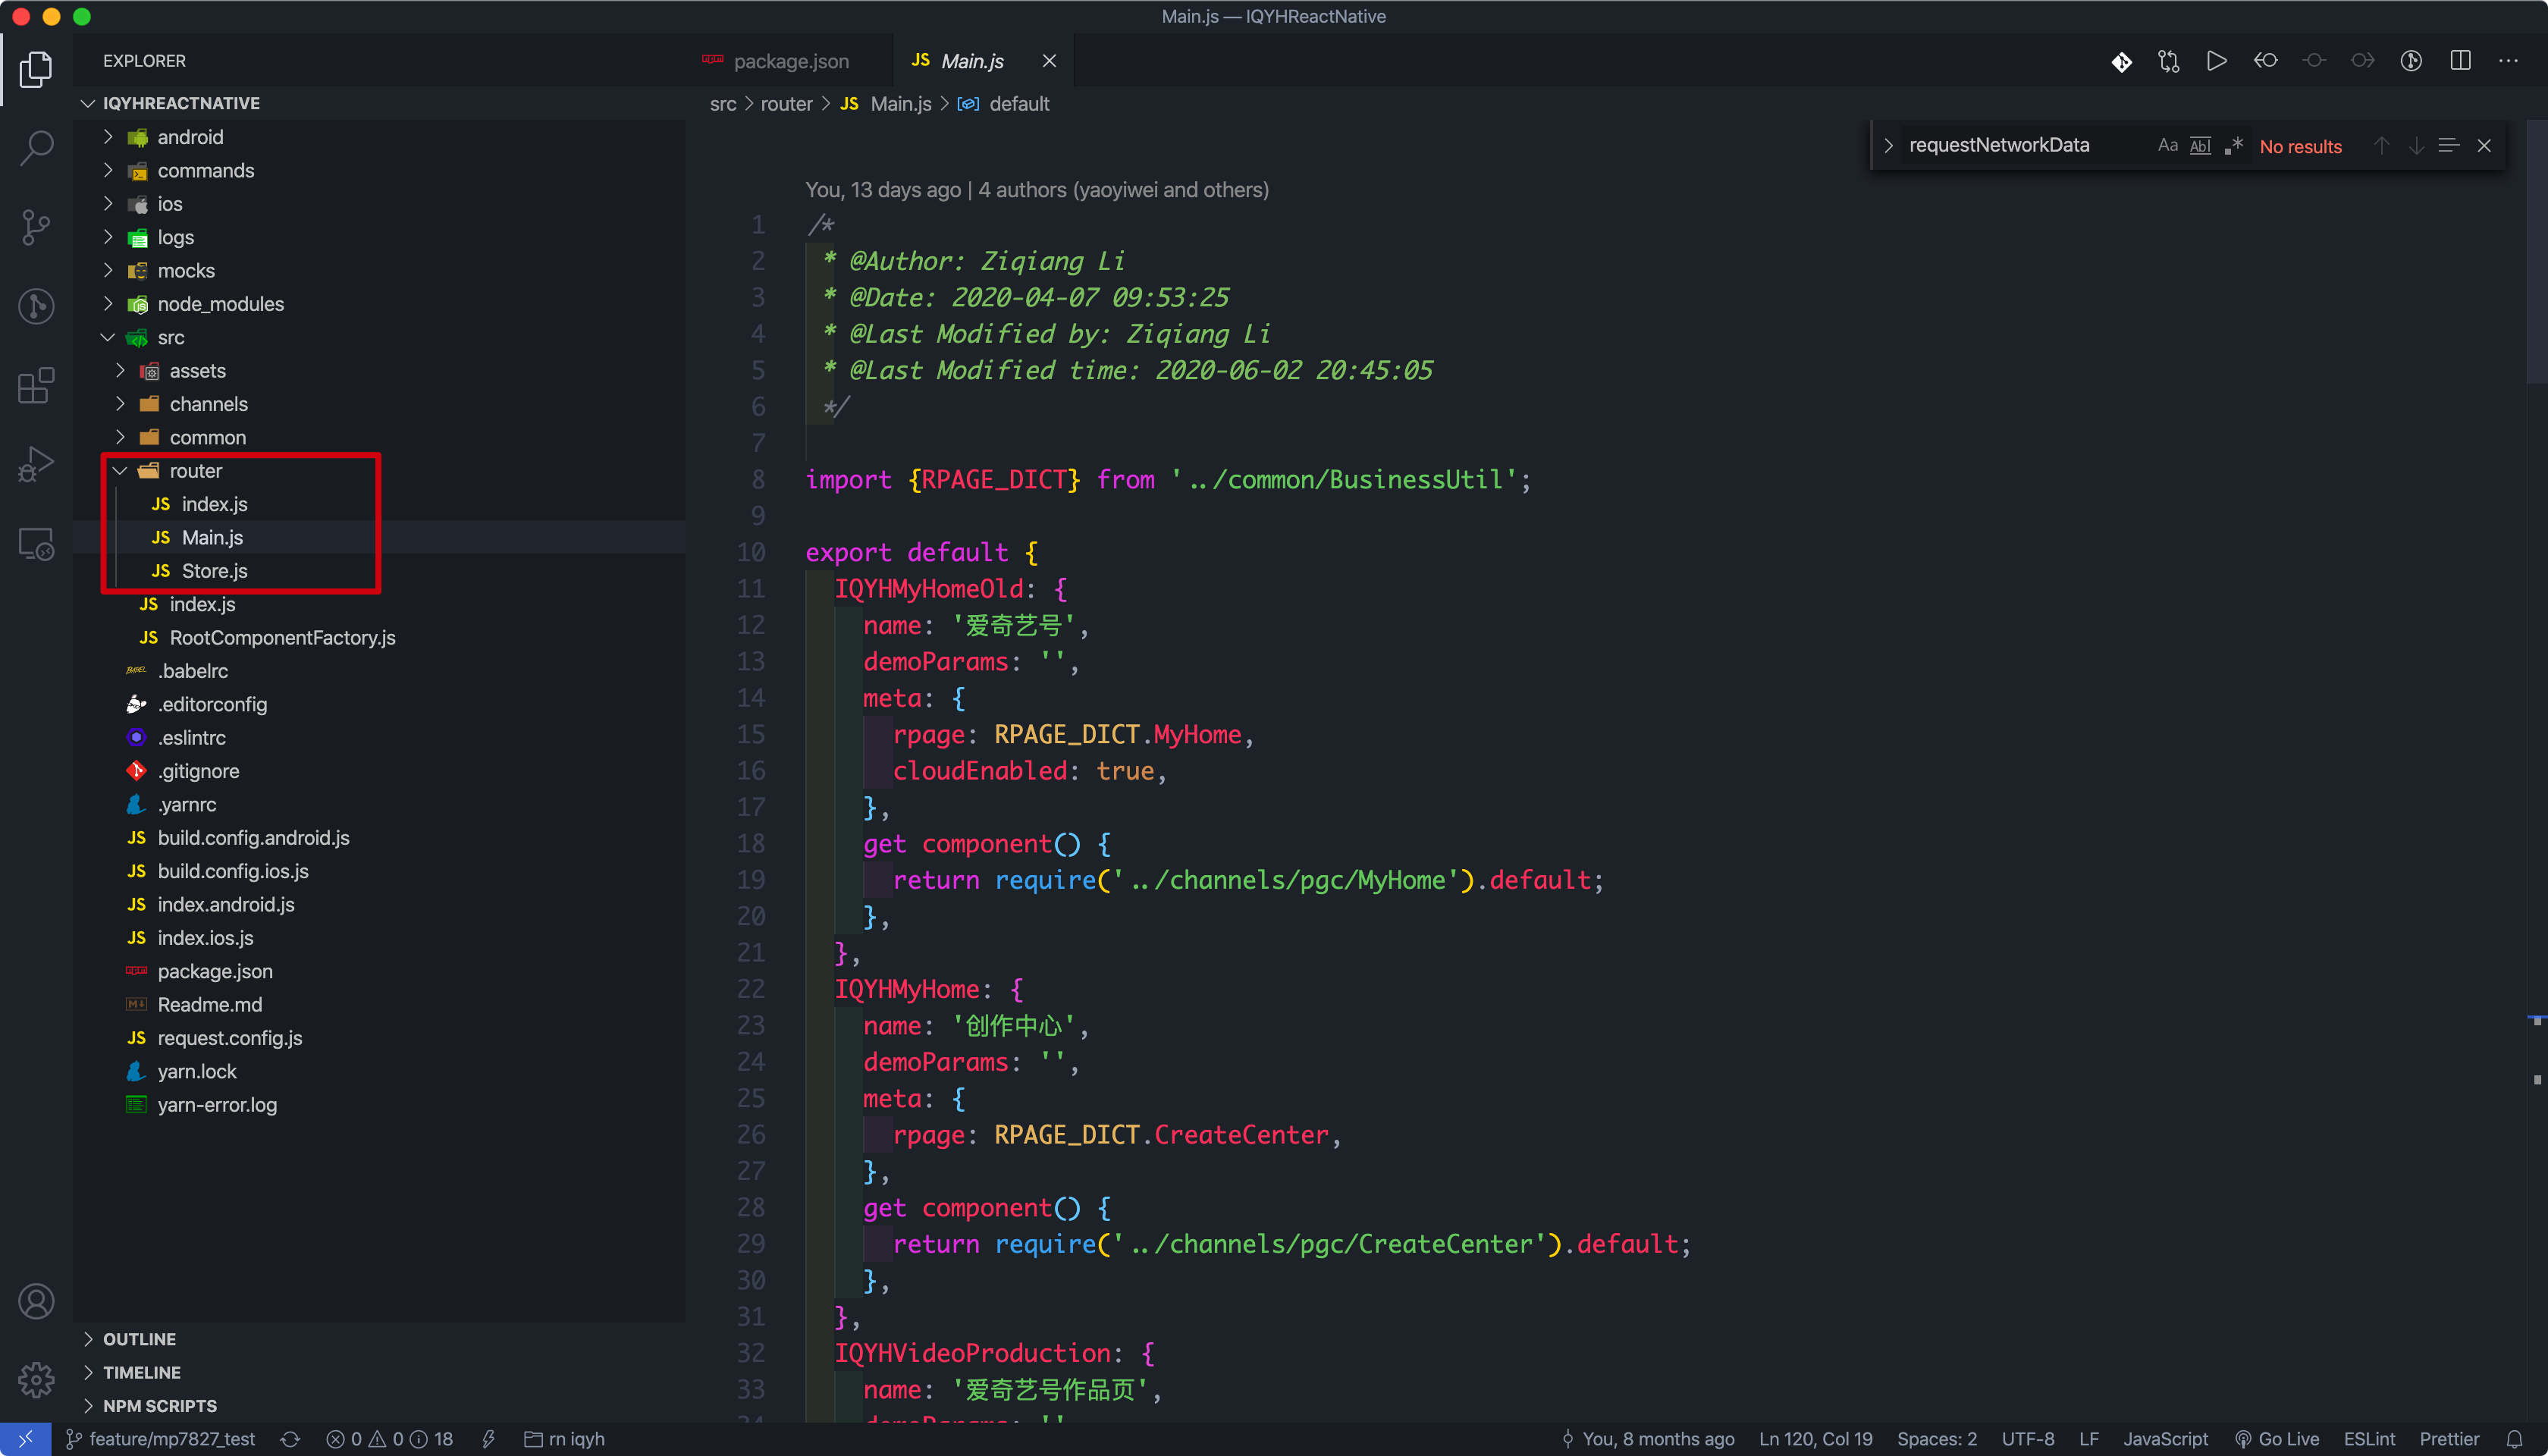 Main.js — IQYHReactNative
EXPLORER
package.json
JS Main.js
IQYHREACTNATIVE
src > router > JS Main.js > default
android
commands
ios
logs
mocks
node_modules
src
assets
channels
common
router
JS index.js
JS Main.js
JS Store.js
JS index.js
JS RootComponentFactory.js
.babelrc
.editorconfig
.eslintrc
.gitignore
.yarnrc
JS build.config.android.js
JS build.config.ios.js
JS index.android.js
JS index.ios.js
package.json
Readme.md
JS request.config.js
yarn.lock
yarn-error.log
OUTLINE
TIMELINE
NPM SCRIPTS
requestNetworkData Aa Abl .* No results
You, 13 days ago | 4 authors (yaoyiwei and others)
1 /*
2 * @Author: Ziqiang Li
3 * @Date: 2020-04-07 09:53:25
4 * @Last Modified by: Ziqiang Li
5 * @Last Modified time: 2020-06-02 20:45:05
6 */
7
8 import {RPAGE_DICT} from '../common/BusinessUtil';
9
10 export default {
11 IQYHMyHomeOld: {
12 name: '爱奇艺号',
13 demoParams: '',
14 meta: {
15 rpage: RPAGE_DICT.MyHome,
16 cloudEnabled: true,
17 },
18 get component() {
19 return require('../channels/pgc/MyHome').default;
20 },
21 },
22 IQYHMyHome: {
23 name: '创作中心',
24 demoParams: '',
25 meta: {
26 rpage: RPAGE_DICT.CreateCenter,
27 },
28 get component() {
29 return require('../channels/pgc/CreateCenter').default;
30 },
31 },
32 IQYHVideoProduction: {
33 name: '爱奇艺号作品页',
feature/mp7827_test 0 0 18 rn iqyh You, 8 months ago Ln 120, Col 19 Spaces: 2 UTF-8 LF JavaScript Go Live ESLint Prettier